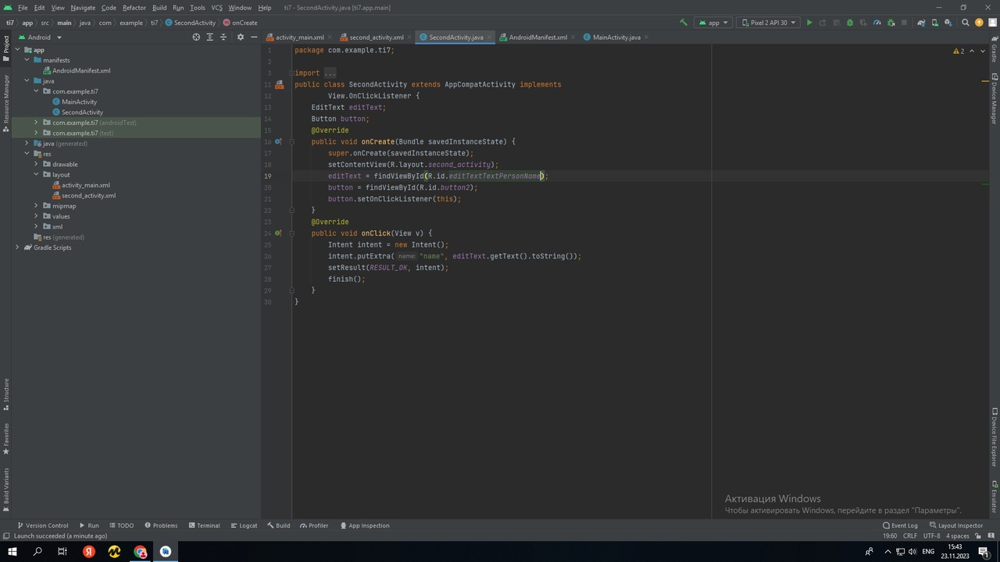 File Edit View Navigate Code Refactor Build Run Tools VCS Window Help ti7 - SecondActivity.java [ti7.app.main]
ti7 app src main java com example ti7 SecondActivity onCreate
app Pixel 2 API 30
Android
activity_main.xml second_activity.xml SecondActivity.java AndroidManifest.xml MainActivity.java
Project
Resource Manager
Structure
Favorites
Build Variants
app
manifests
AndroidManifest.xml
java
com.example.ti7
MainActivity
SecondActivity
com.example.ti7 (androidTest)
com.example.ti7 (test)
java (generated)
res
drawable
layout
activity_main.xml
second_activity.xml
mipmap
values
xml
res (generated)
Gradle Scripts
1 package com.example.ti7;
2
3 import ...
11 public class SecondActivity extends AppCompatActivity implements
12 View.OnClickListener {
13 EditText editText;
14 Button button;
15 @Override
16 public void onCreate(Bundle savedInstanceState) {
17 super.onCreate(savedInstanceState);
18 setContentView(R.layout.second_activity);
19 editText = findViewById(R.id.editTextTextPersonName);
20 button = findViewById(R.id.button2);
21 button.setOnClickListener(this);
22 }
23 @Override
24 public void onClick(View v) {
25 Intent intent = new Intent();
26 intent.putExtra( name: "name", editText.getText().toString());
27 setResult(RESULT_OK, intent);
28 finish();
29 }
30 }
2
Gradle
Device Manager
Device File Explorer
Emulator
Активация Windows
Чтобы активировать Windows, перейдите в раздел "Параметры".
Version Control Run TODO Problems Terminal Logcat Build Profiler App Inspection Event Log Layout Inspector
Launch succeeded (a minute ago) 19:60 CRLF UTF-8 4 spaces
Я
ENG
15:43
23.11.2023
1